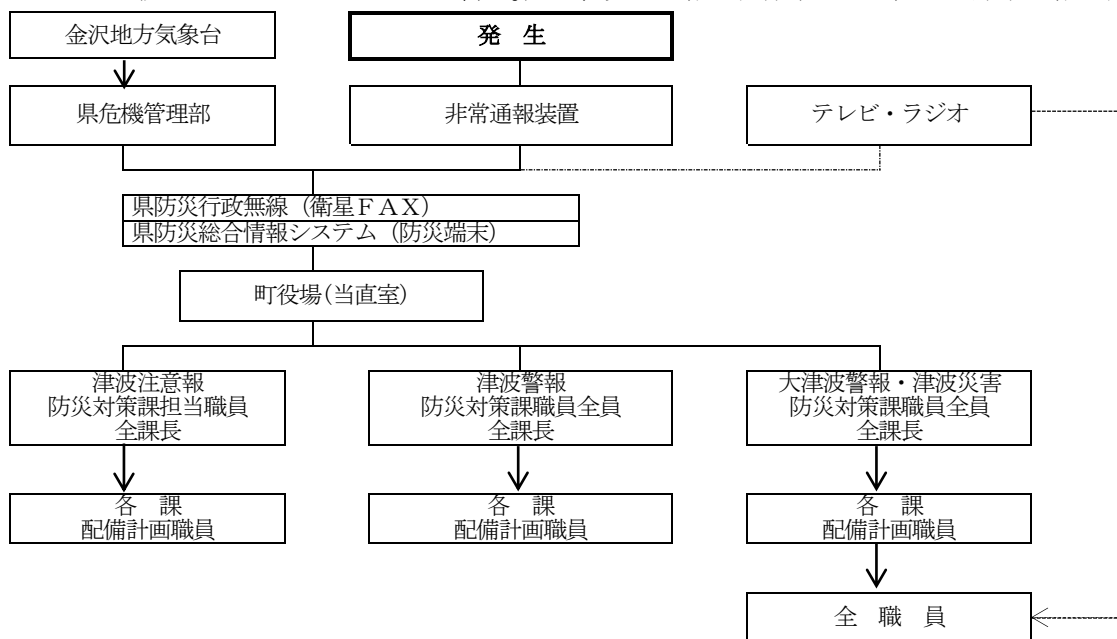 金沢地方気象台
発 生
県危機管理部
非常通報装置
テレビ・ラジオ
県防災行政無線(衛星FAX)
県防災総合情報システム(防災端末)
町役場(当直室)
津波注意報
防災対策課担当職員
全課長
津波警報
防災対策課職員全員
全課長
大津波警報・津波災害
防災対策課職員全員
全課長
各 課
配備計画職員
各 課
配備計画職員
各 課
配備計画職員
全 職 員